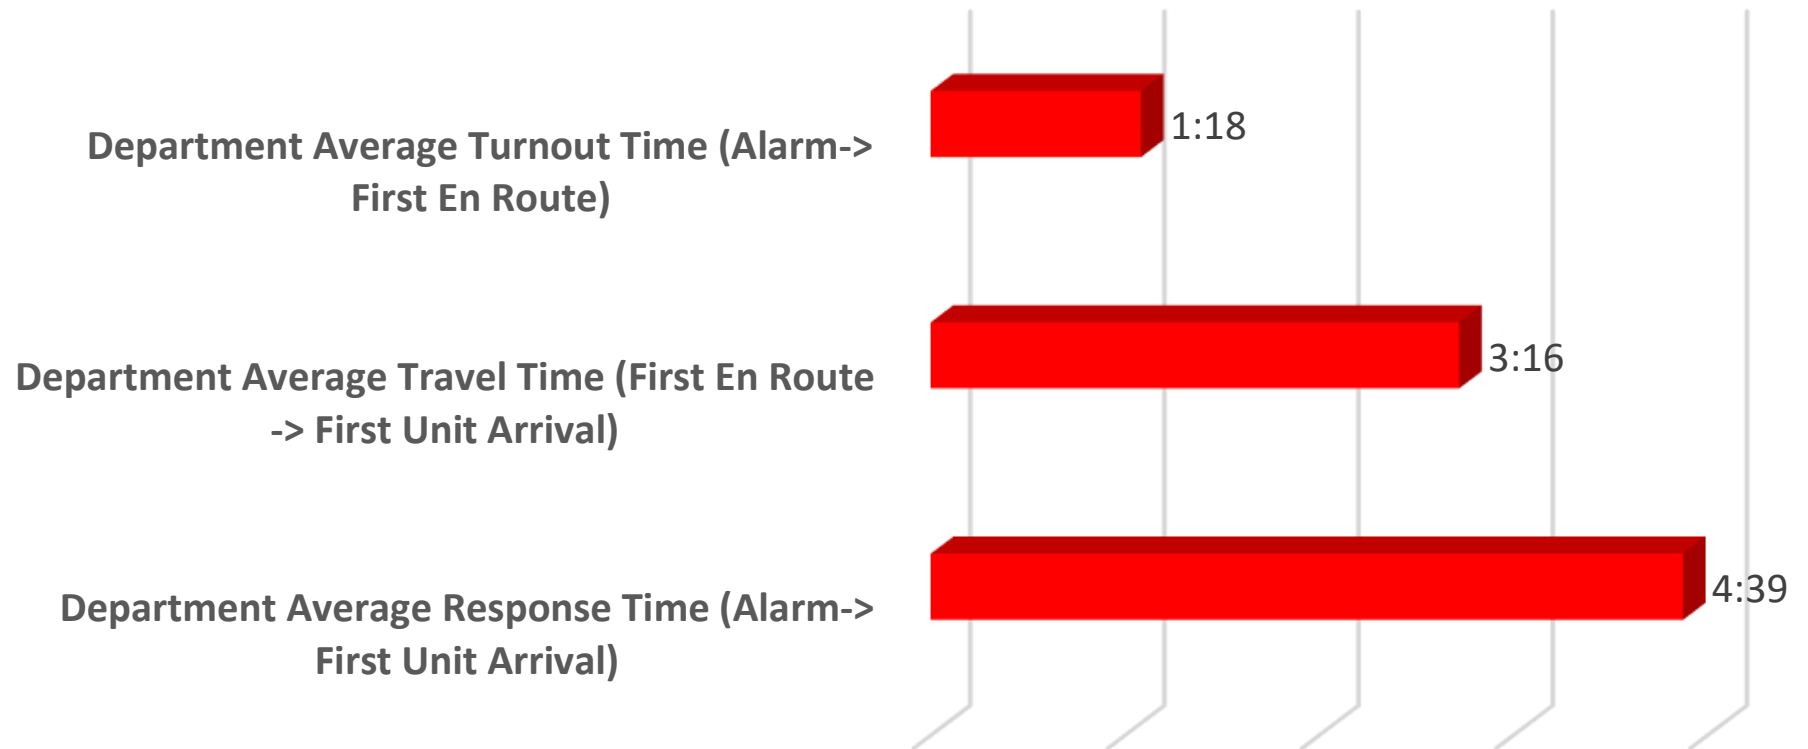 Department Average Turnout Time (Alarm->
First En Route)
1:18
Department Average Travel Time (First En Route
-> First Unit Arrival)
3:16
Department Average Response Time (Alarm->
First Unit Arrival)
4:39